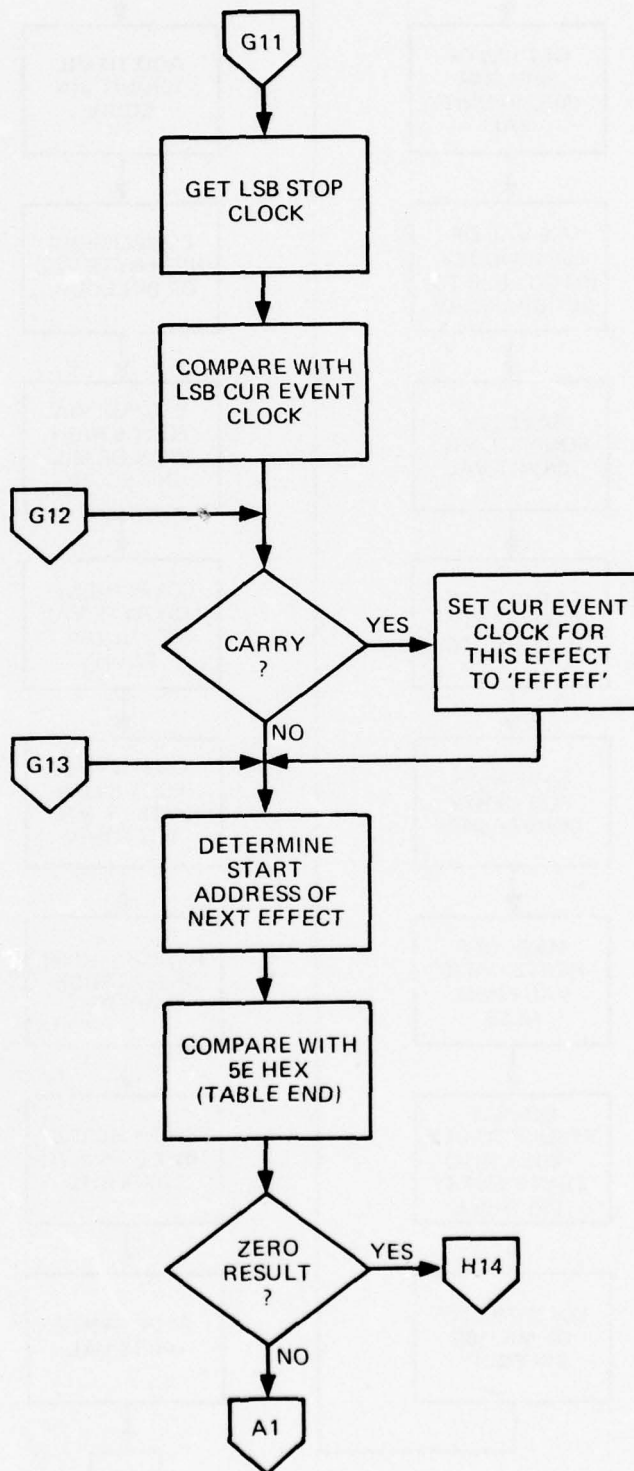 G11
GET LSB STOP
CLOCK
COMPARE WITH
LSB CUR EVENT
CLOCK
G12
CARRY
?
YES
SET CUR EVENT
CLOCK FOR
THIS EFFECT
TO 'FFFFFF'
NO
G13
DETERMINE
START
ADDRESS OF
NEXT EFFECT
COMPARE WITH
5E HEX
(TABLE END)
ZERO
RESULT
?
YES
H14
NO
A1